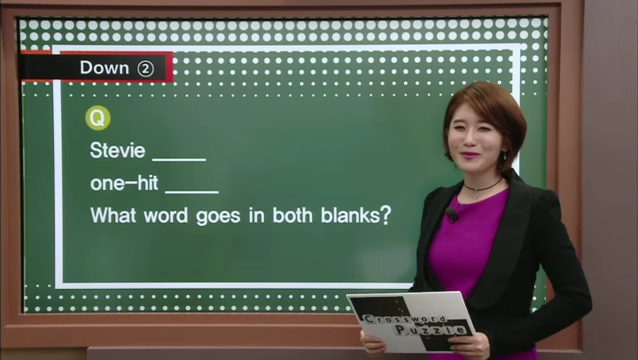 Down ②
Q
Stevie _____
one-hit _____
What word goes in both blanks?
Crossword
Puzzle